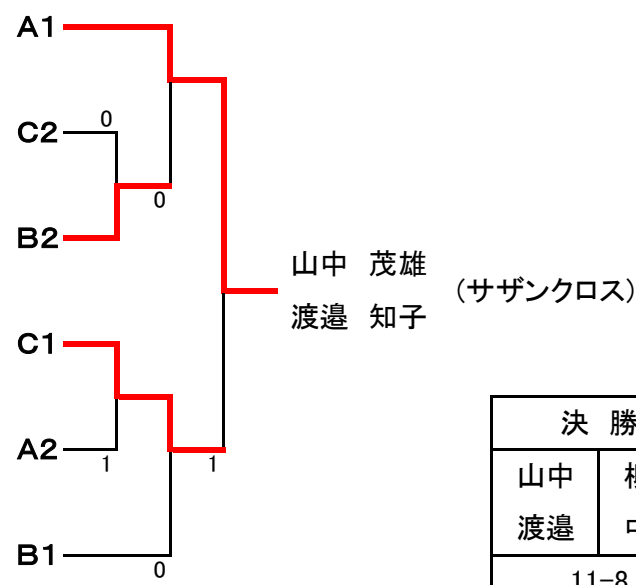 A1
C2 0
0
B2
山中 茂雄
渡邉 知子
(サザンクロス)
C1
A2
1 1
B1
0
決 勝
山中
渡邉
11-8